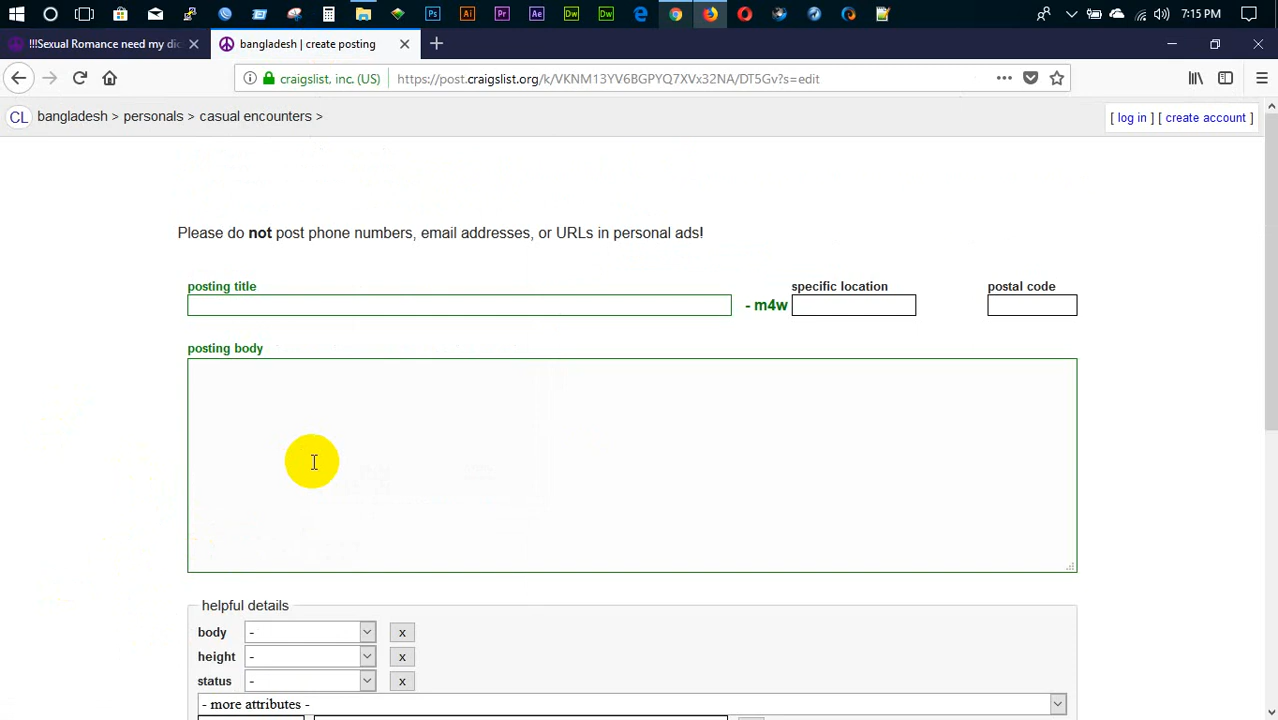 7:15 PM
!!!Sexual Romance need my dic
bangladesh | create posting
craigslist, inc. (US)
https://post.craigslist.org/k/VKNM13YV6BGPYQ7XVx32NA/DT5Gv?s=edit
CL bangladesh > personals > casual encounters >
[ log in ] [ create account ]
Please do not post phone numbers, email addresses, or URLs in personal ads!
posting title
- m4w
specific location
postal code
posting body
helpful details
body -
x
height -
x
status -
x
- more attributes -